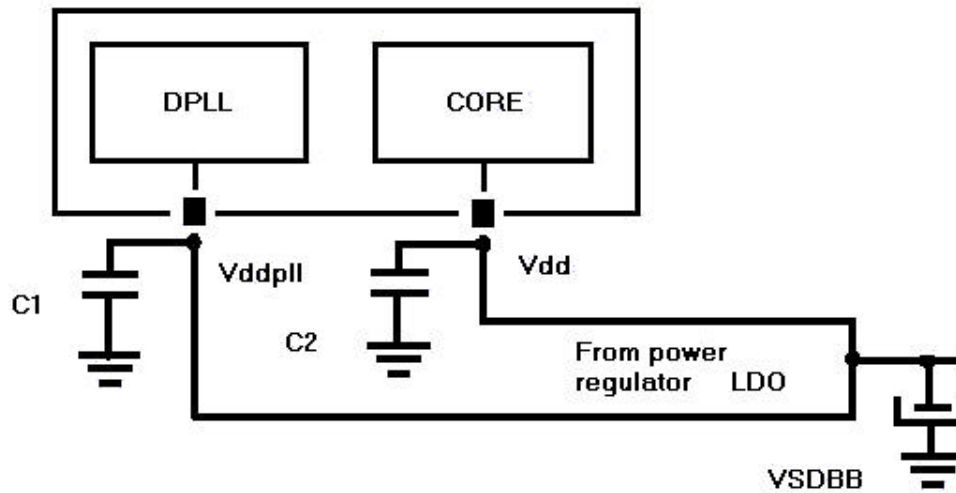 DPLL
CORE
Vddpll
Vdd
C1
C2
From power
regulator LDO
VSDBB